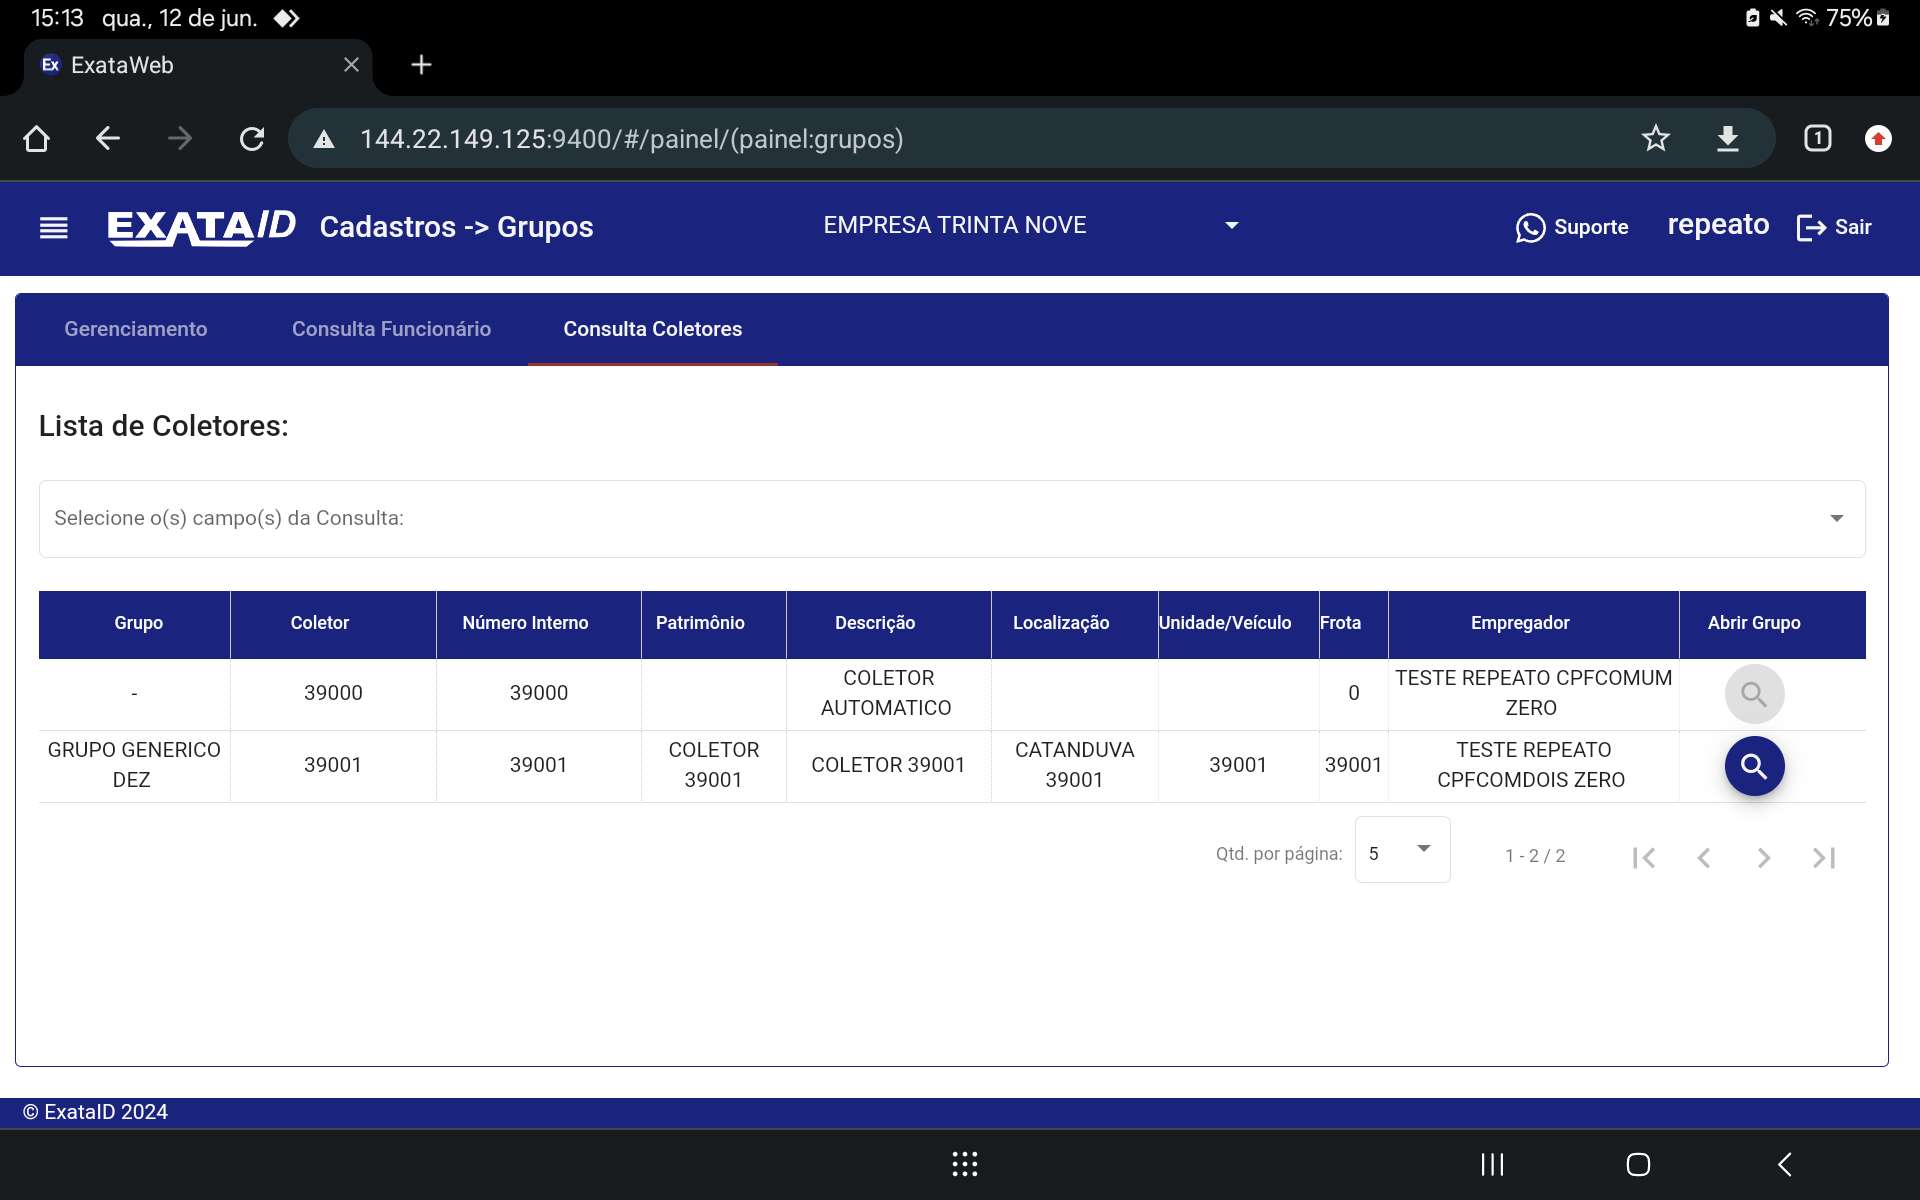 15:13 qua., 12 de jun. 75%
Ex ExataWeb
144.22.149.125:9400/#/painel/(painel:grupos) 1
EXATA ID Cadastros -> Grupos EMPRESA TRINTA NOVE Suporte repeato Sair
Gerenciamento Consulta Funcionário Consulta Coletores
Lista de Coletores:
Selecione o(s) campo(s) da Consulta:
Grupo Coletor Número Interno Patrimônio Descrição Localização Unidade/Veículo Frota Empregador Abrir Grupo
- 39000 39000 COLETOR AUTOMATICO 0 TESTE REPEATO CPFCOMUM ZERO
GRUPO GENERICO DEZ 39001 39001 COLETOR 39001 COLETOR 39001 CATANDUVA 39001 39001 39001 TESTE REPEATO CPFCOMDOIS ZERO
Qtd. por página: 5 1 - 2 / 2
© ExataID 2024